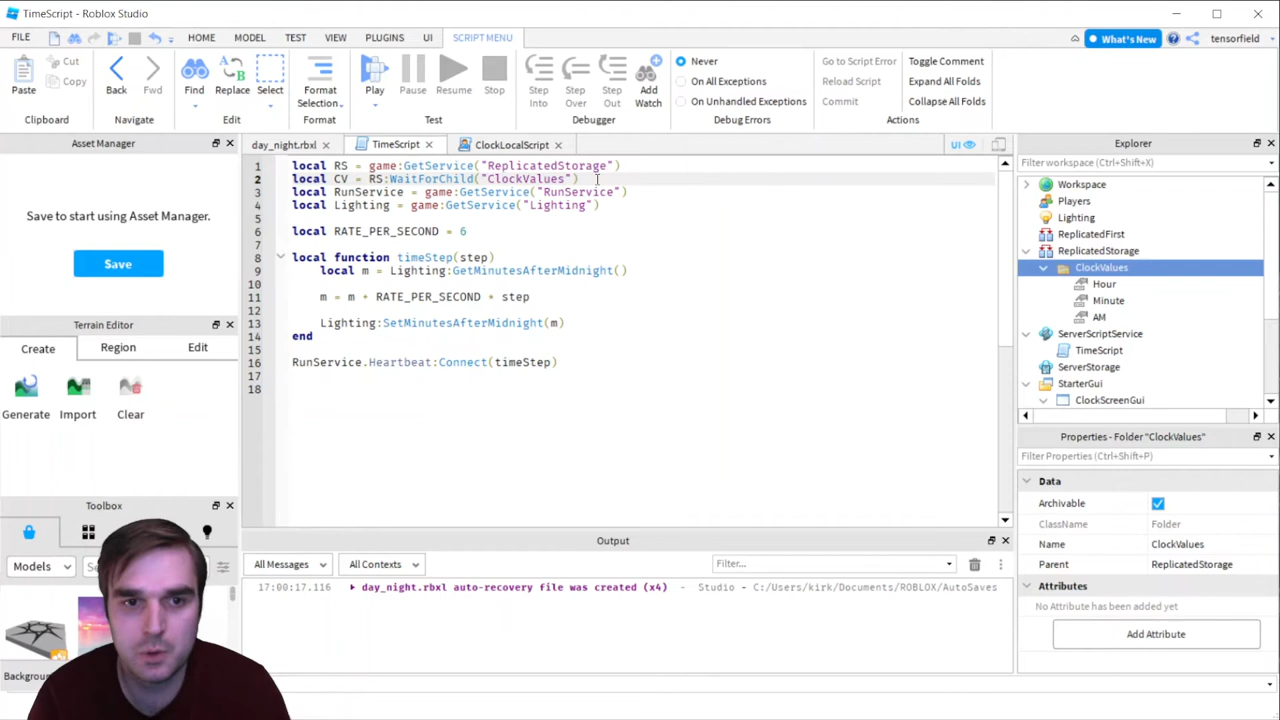 TimeScript - Roblox Studio
FILE HOME MODEL TEST VIEW PLUGINS UI SCRIPT MENU What's New tensorfield
Paste Cut Copy Back Fwd Find Replace Select Format Selection... Play Pause Resume Stop Step Into Step Over Step Out Add Watch
Never
On All Exceptions
On Unhandled Exceptions
Go to Script Error
Reload Script
Commit
Toggle Comment
Expand All Folds
Collapse All Folds
Clipboard Navigate Edit Format Test Debugger Debug Errors Actions
Asset Manager
Save to start using Asset Manager.
Save
Terrain Editor
Create Region Edit
Generate Import Clear
Toolbox
Models
Backgroun
day_night.rbxl TimeScript ClockLocalScript UI
1 local RS = game:GetService("ReplicatedStorage")
2 local CV = RS:WaitForChild("ClockValues")
3 local RunService = game:GetService("RunService")
4 local Lighting = game:GetService("Lighting")
5
6 local RATE_PER_SECOND = 6
7
8 local function timeStep(step)
9 local m = Lighting:GetMinutesAfterMidnight()
10
11 m = m + RATE_PER_SECOND * step
12
13 Lighting:SetMinutesAfterMidnight(m)
14 end
15
16 RunService.Heartbeat:Connect(timeStep)
17
18
Output
All Messages All Contexts Filter...
17:00:17.116 day_night.rbxl auto-recovery file was created (x4) - Studio - C:/Users/kirk/Documents/ROBLOX/AutoSaves
Explorer
Filter workspace (Ctrl+Shift+X)
Workspace
Players
Lighting
ReplicatedFirst
ReplicatedStorage
ClockValues
Hour
Minute
AM
ServerScriptService
TimeScript
ServerStorage
StarterGui
ClockScreenGui
Properties - Folder "ClockValues"
Filter Properties (Ctrl+Shift+P)
Data
Archivable
ClassName Folder
Name ClockValues
Parent ReplicatedStorage
Attributes
No Attribute has been added yet
Add Attribute